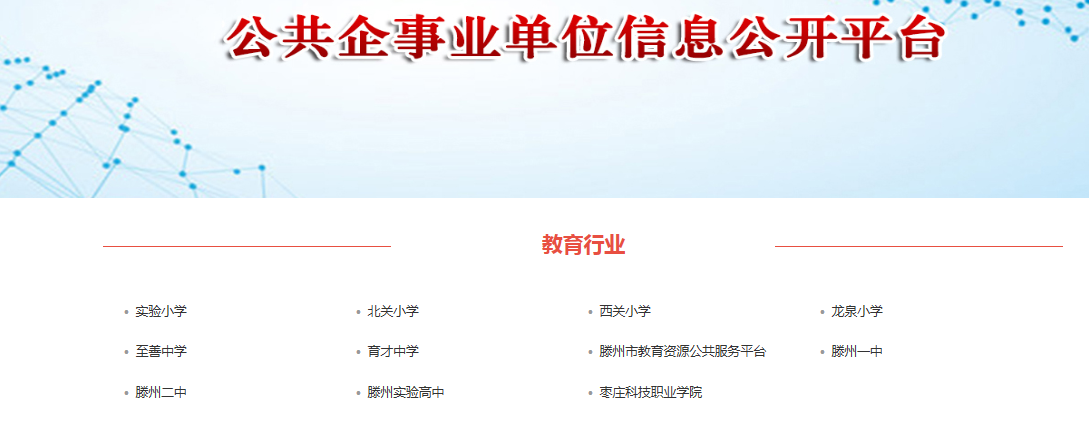 公共企事业单位信息公开平台
教育行业
实验小学 北关小学 西关小学 龙泉小学
至善中学 育才中学 滕州市教育资源公共服务平台 滕州一中
滕州二中 滕州实验高中 枣庄科技职业学院